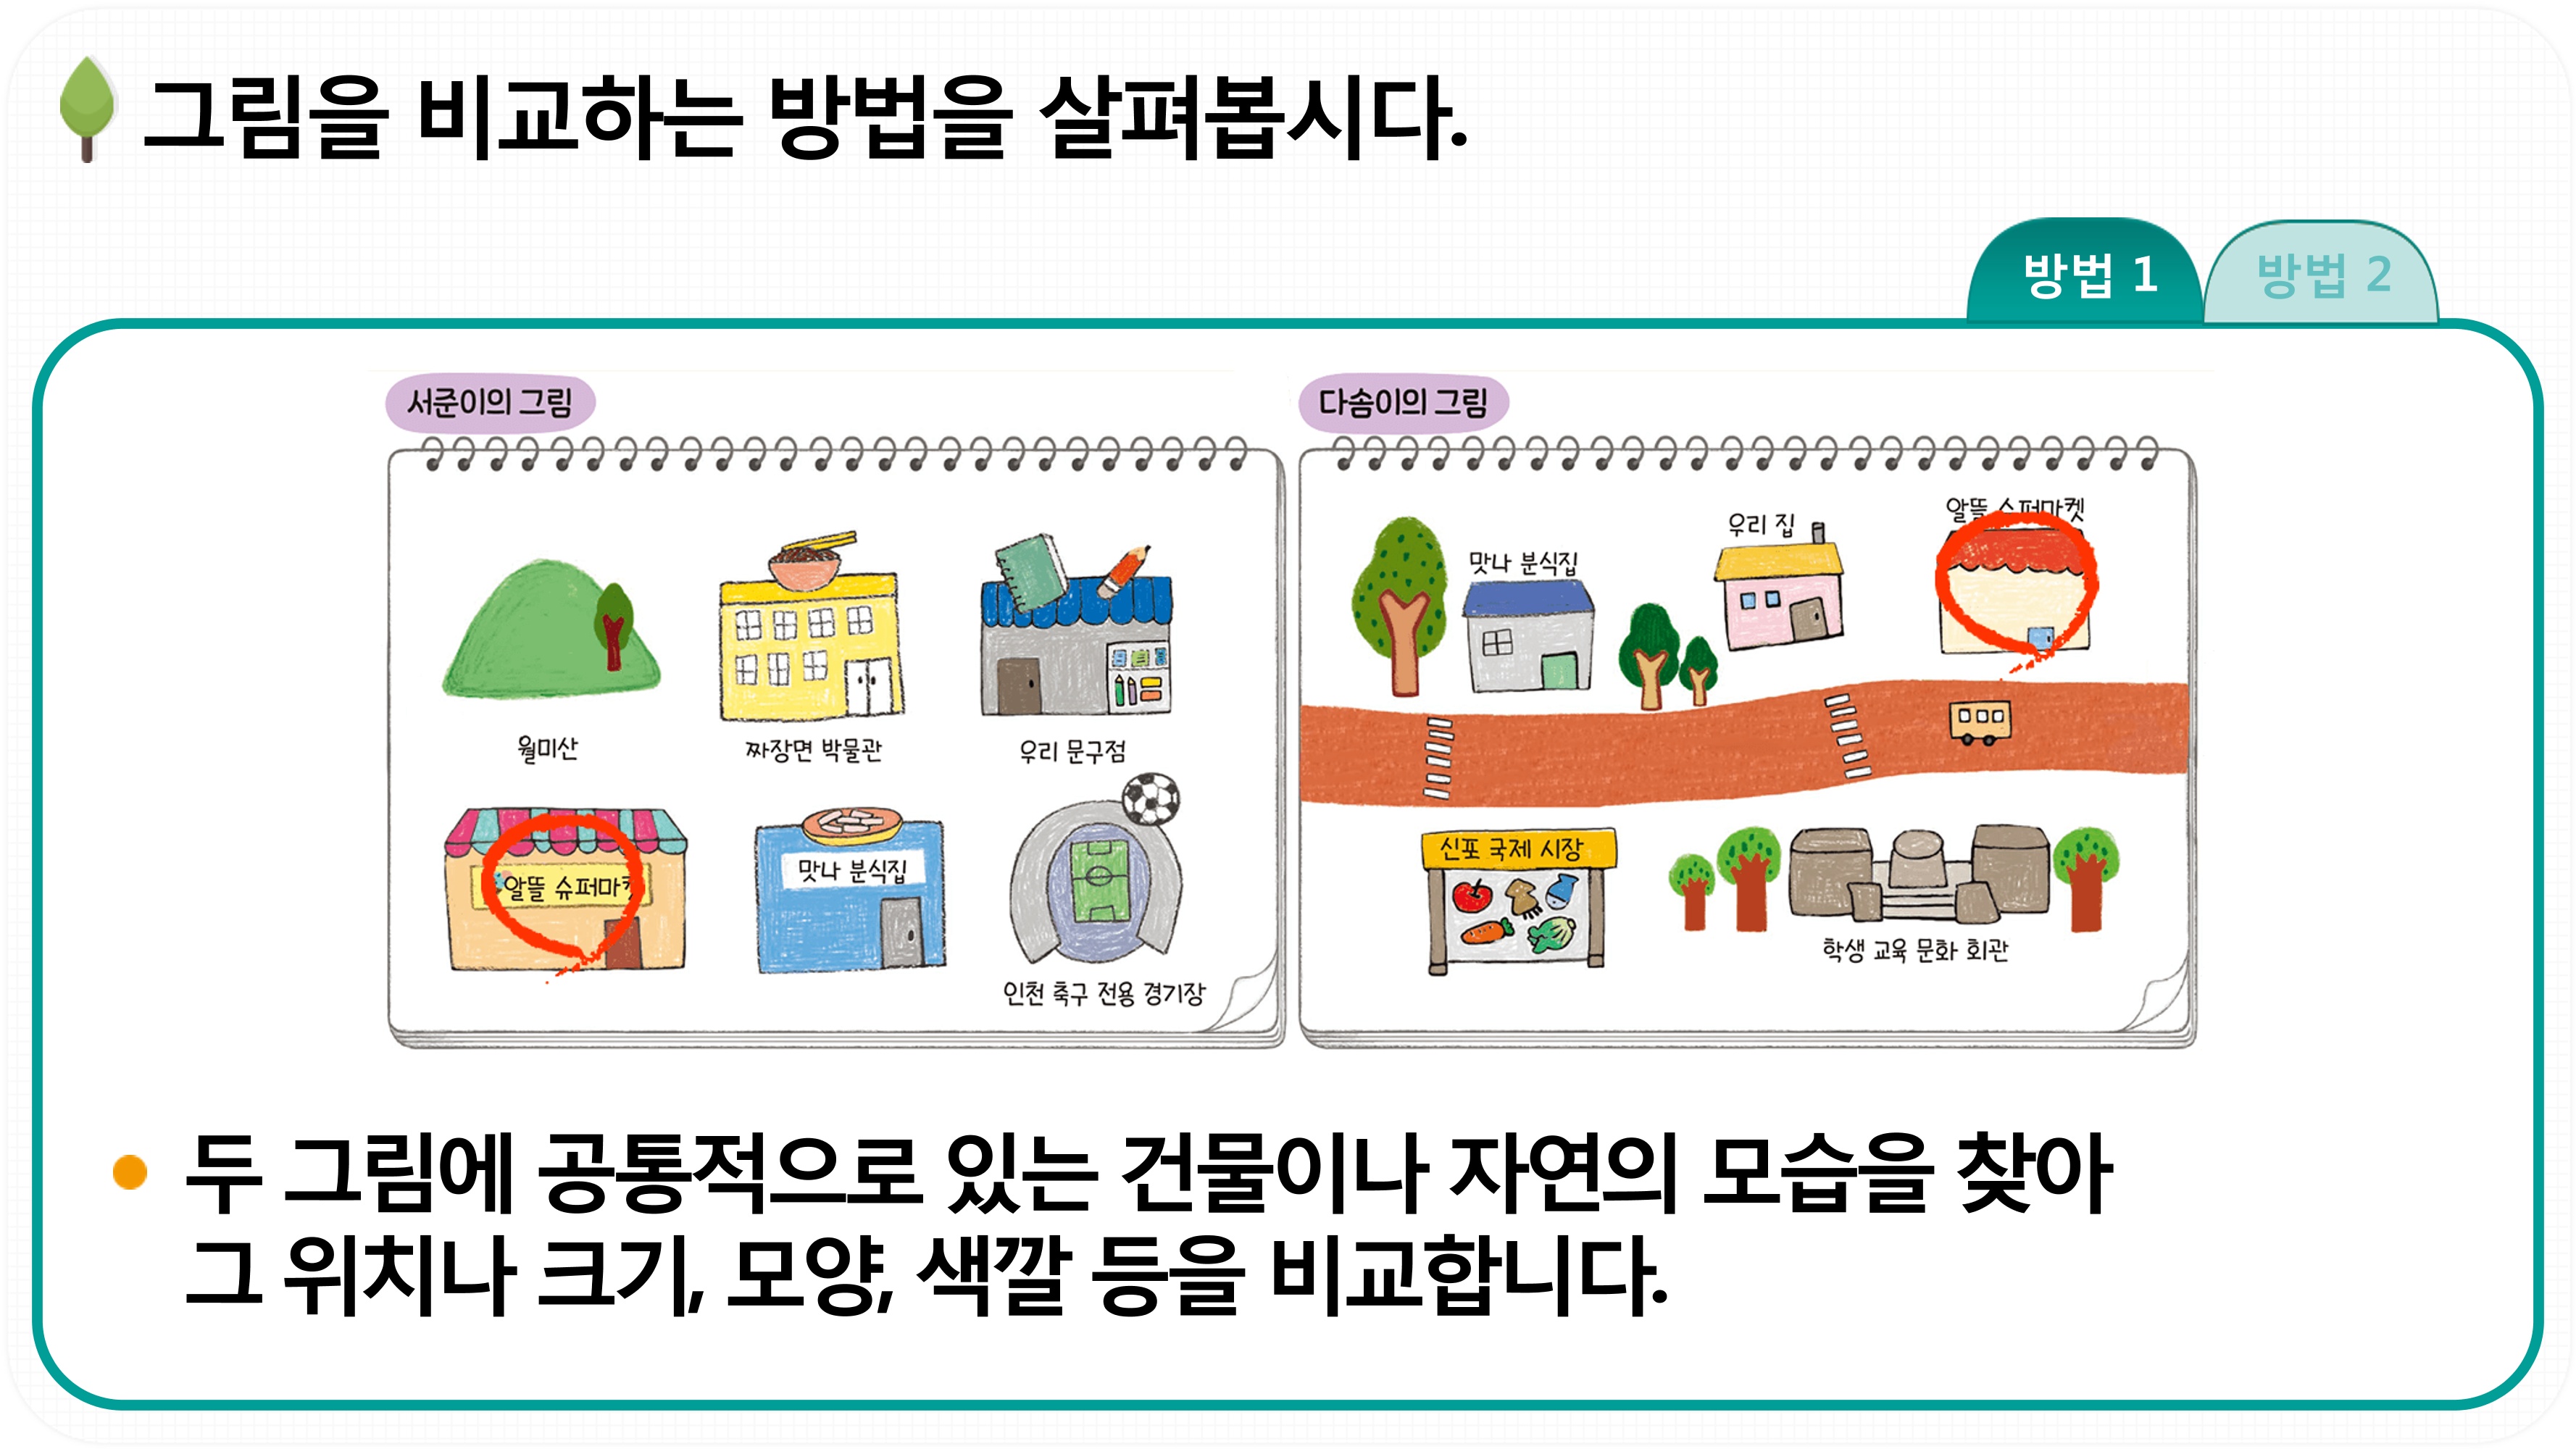 그림을 비교하는 방법을 살펴봅시다.
방법 1
방법 2
서준이의 그림
월미산
짜장면 박물관
우리 문구점
알뜰 슈퍼마켓
맛나 분식집
인천 축구 전용 경기장
다솜이의 그림
맛나 분식집
우리 집
알뜰 슈퍼마켓
신포 국제 시장
학생 교육 문화 회관
두 그림에 공통적으로 있는 건물이나 자연의 모습을 찾아
그 위치나 크기, 모양, 색깔 등을 비교합니다.